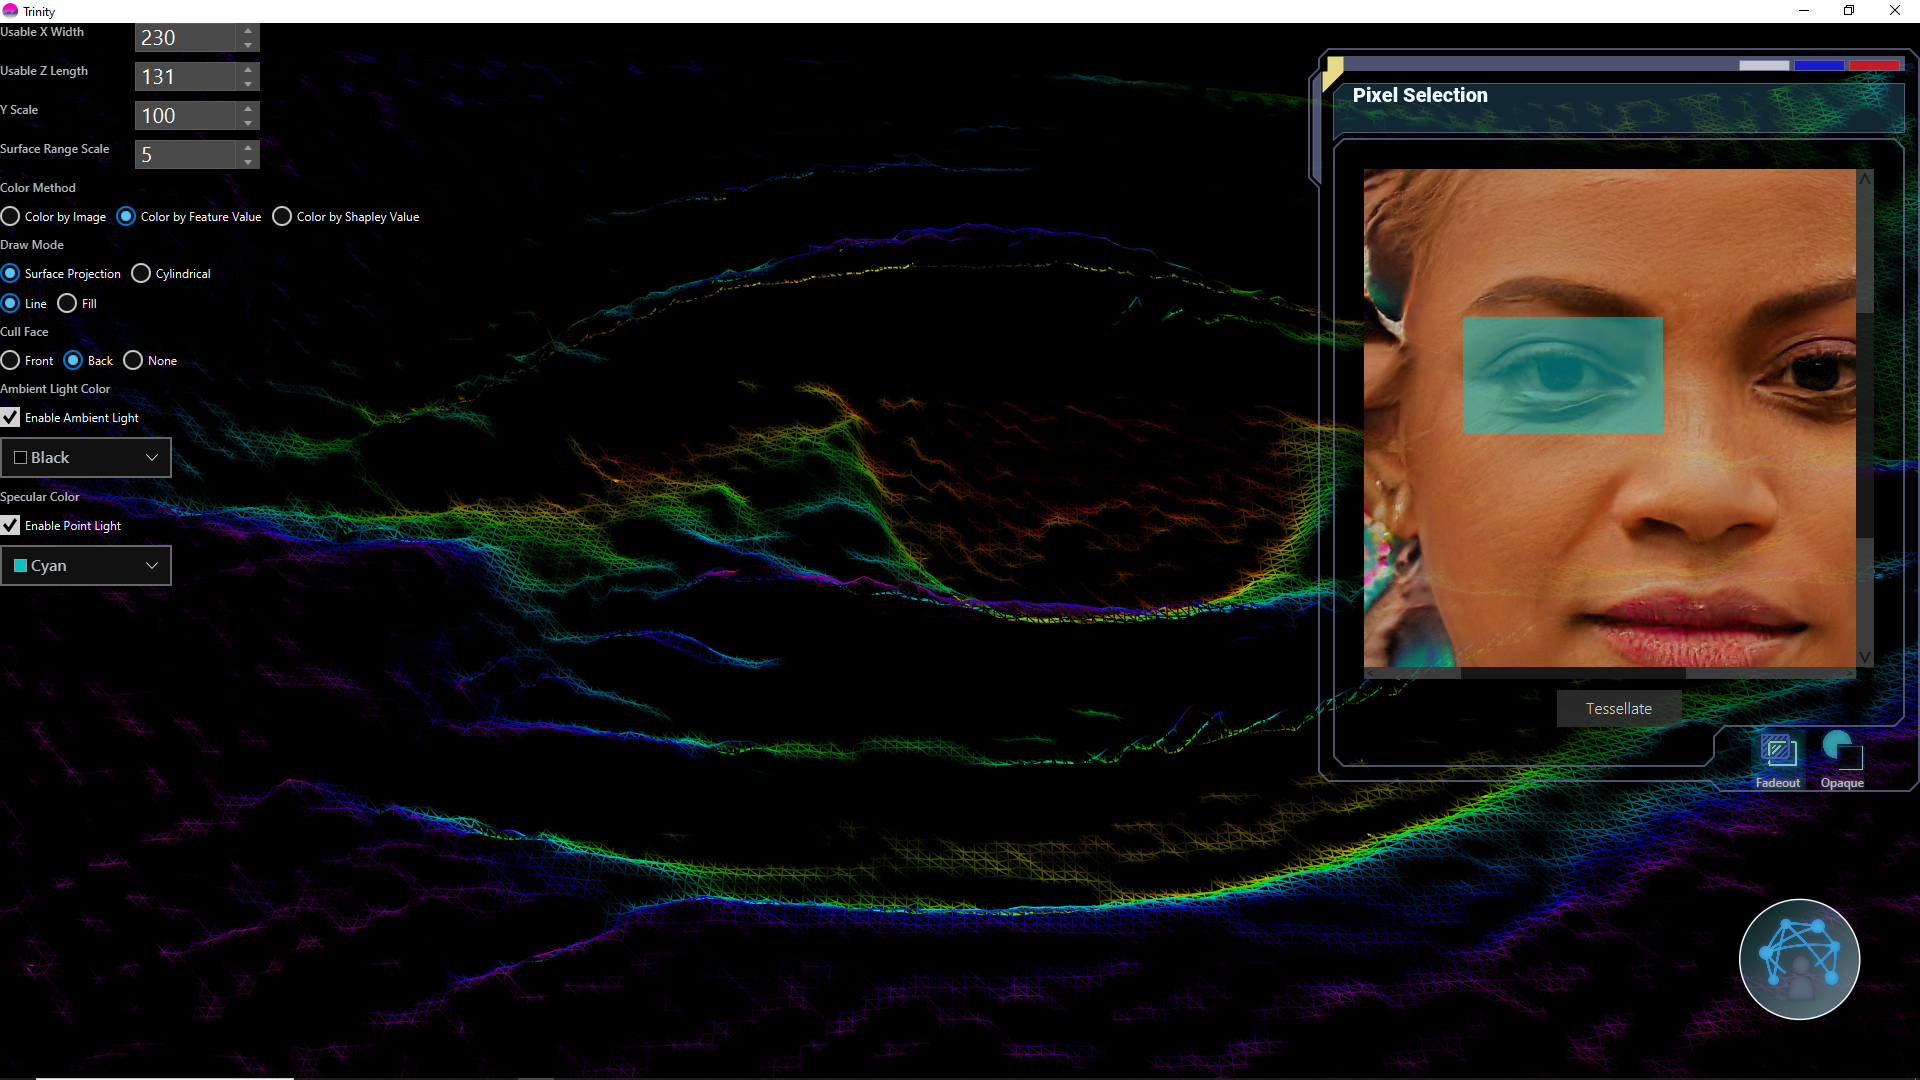 Trinity
Usable X Width
230
Usable Z Length
131
Y Scale
100
Surface Range Scale
5
Color Method
Color by Image Color by Feature Value Color by Shapley Value
Draw Mode
Surface Projection Cylindrical
Line Fill
Cull Face
Front Back None
Ambient Light Color
Enable Ambient Light
Black
Specular Color
Enable Point Light
Cyan
Pixel Selection
Tessellate
Fadeout Opaque